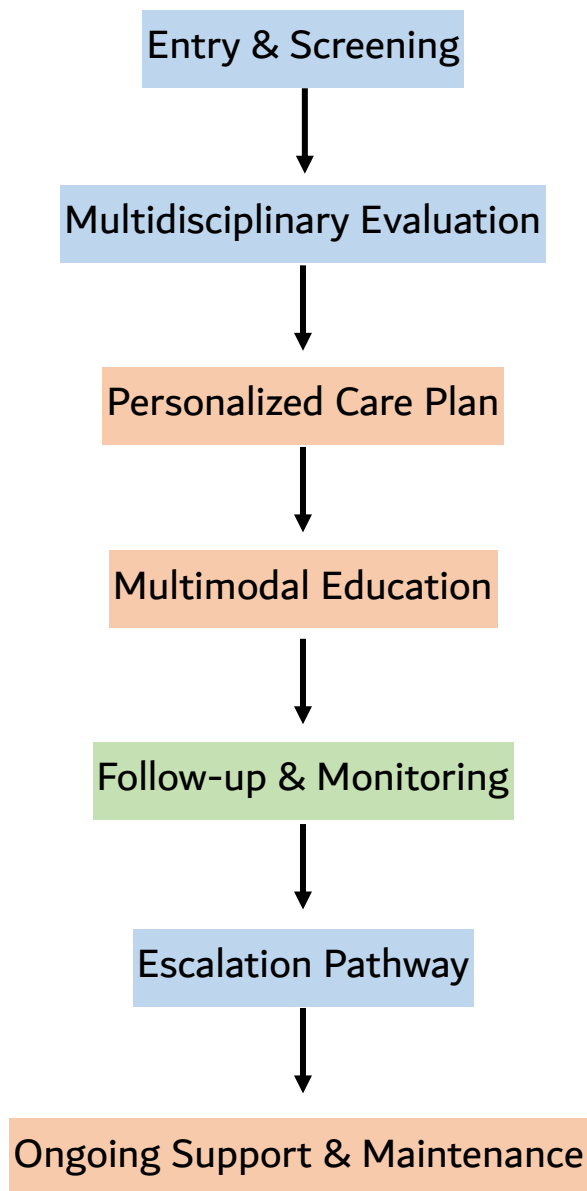 Entry & Screening
Multidisciplinary Evaluation
Personalized Care Plan
Multimodal Education
Follow-up & Monitoring
Escalation Pathway
Ongoing Support & Maintenance